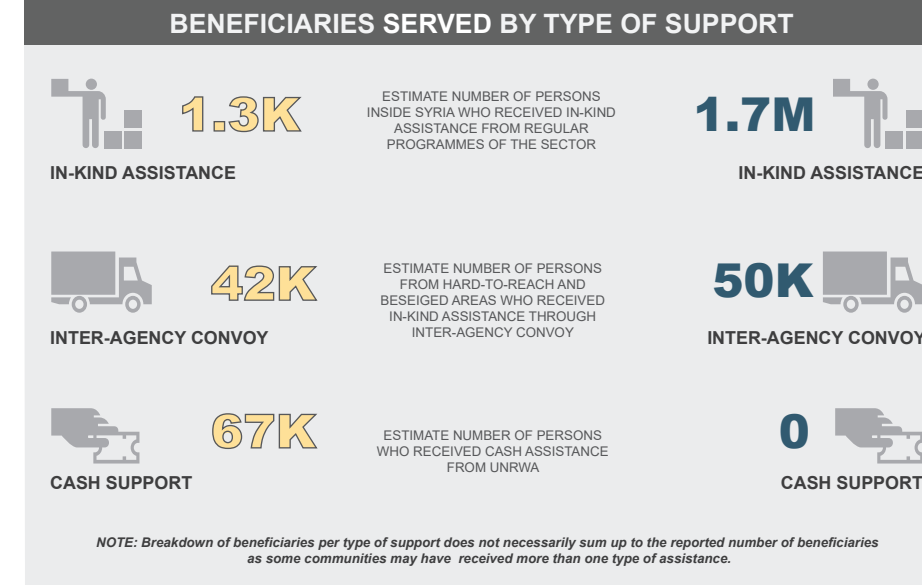 BENEFICIARIES SERVED BY TYPE OF SUPPORT
1.3K
IN-KIND ASSISTANCE
ESTIMATE NUMBER OF PERSONS
INSIDE SYRIA WHO RECEIVED IN-KIND
ASSISTANCE FROM REGULAR
PROGRAMMES OF THE SECTOR
1.7M
IN-KIND ASSISTANCE
42K
INTER-AGENCY CONVOY
ESTIMATE NUMBER OF PERSONS
FROM HARD-TO-REACH AND
BESEIGED AREAS WHO RECEIVED
IN-KIND ASSISTANCE THROUGH
INTER-AGENCY CONVOY
50K
INTER-AGENCY CONVOY
67K
CASH SUPPORT
ESTIMATE NUMBER OF PERSONS
WHO RECEIVED CASH ASSISTANCE
FROM UNRWA
0
CASH SUPPORT
NOTE: Breakdown of beneficiaries per type of support does not necessarily sum up to the reported number of beneficiaries
as some communities may have received more than one type of assistance.